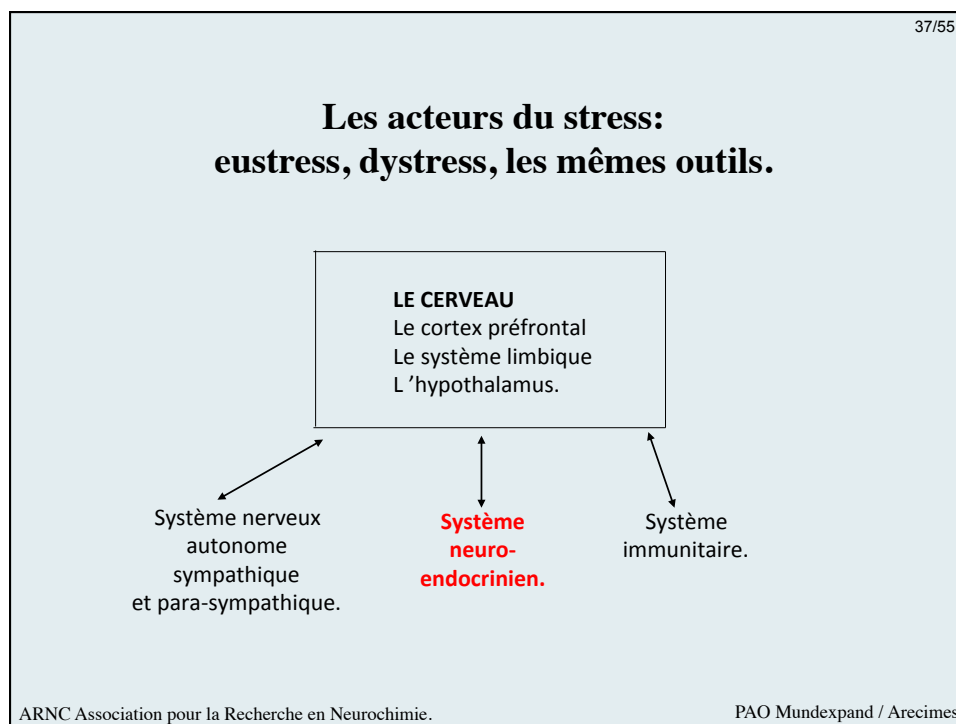 37/55
Les acteurs du stress:
eustress, dystress, les mêmes outils.
LE CERVEAU
Le cortex préfrontal
Le système limbique
L ’hypothalamus.
Système nerveux
autonome
sympathique
et para-sympathique.
Système
neuro-
endocrinien.
Système
immunitaire.
ARNC Association pour la Recherche en Neurochimie.
PAO Mundexpand / Arecimes